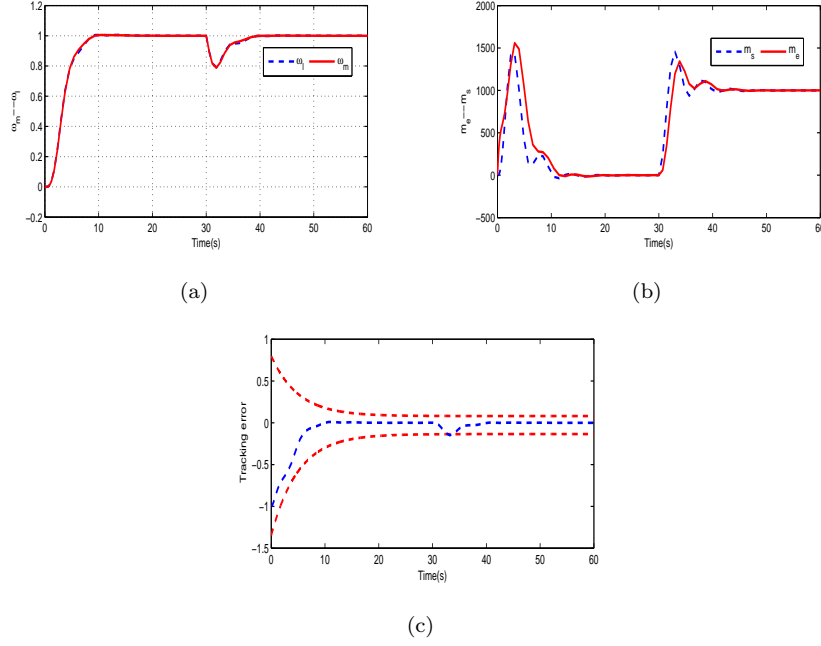 1.2
1
0.8
0.6
0.4
0.2
0
−0.2
ω_m−−ω_l
ω_l ω_m
0 10 20 30 40 50 60
Time(s)
(a)
2000
1500
1000
500
0
−500
m_e−−m_s
m_s m_e
0 10 20 30 40 50 60
Time(s)
(b)
1
0.5
0
−0.5
−1
−1.5
Tracking error
0 10 20 30 40 50 60
Time(s)
(c)